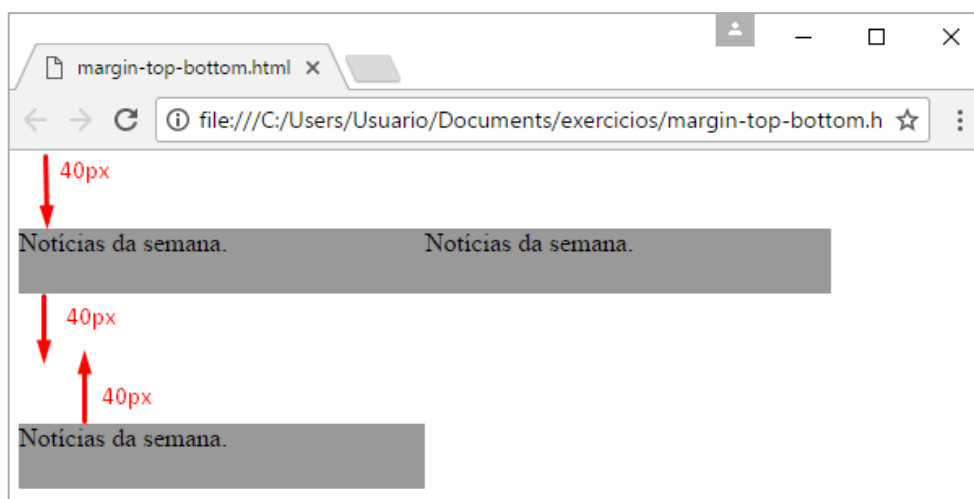 margin-top-bottom.html
file:///C:/Users/Usuario/Documents/exercicios/margin-top-bottom.h
40px
Notícias da semana. Notícias da semana.
40px
40px
Notícias da semana.